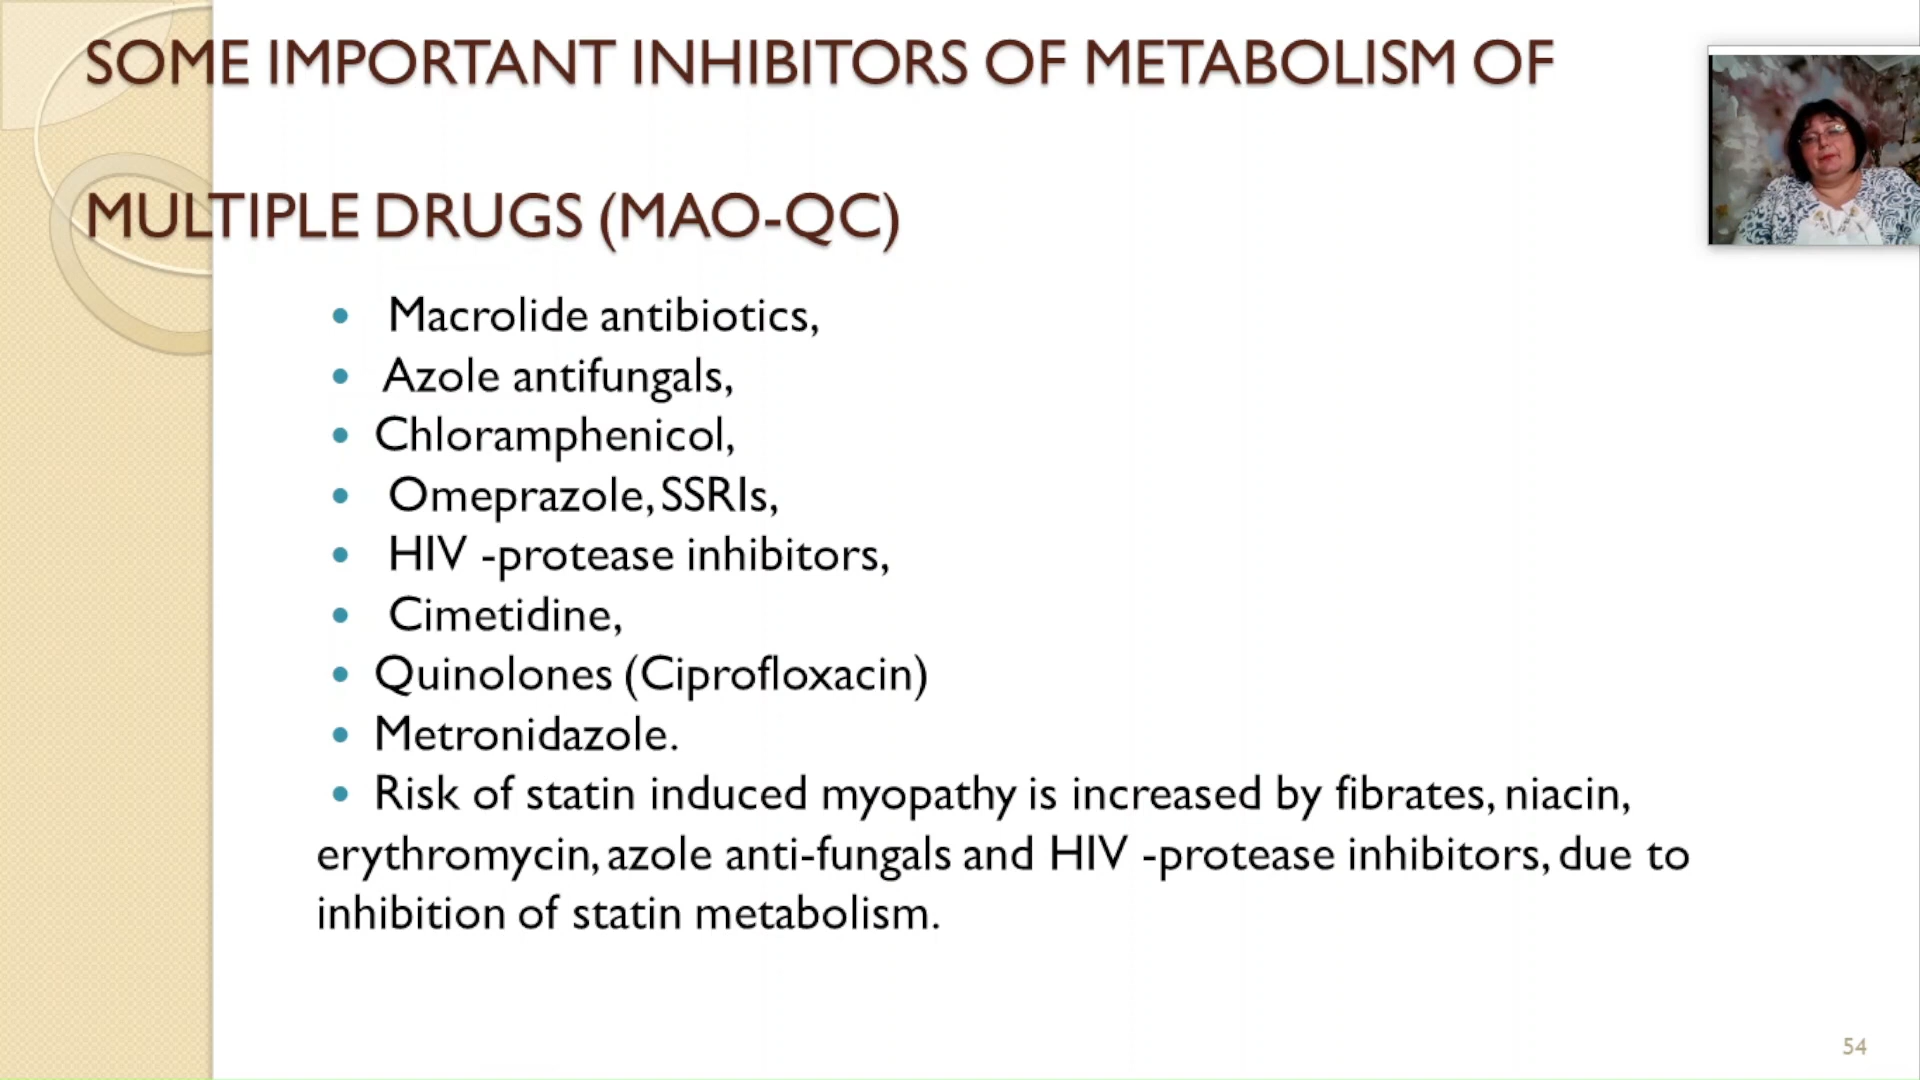 SOME IMPORTANT INHIBITORS OF METABOLISM OF
MULTIPLE DRUGS (MAO-QC)
• Macrolide antibiotics,
• Azole antifungals,
• Chloramphenicol,
• Omeprazole, SSRIs,
• HIV -protease inhibitors,
• Cimetidine,
• Quinolones (Ciprofloxacin)
• Metronidazole.
• Risk of statin induced myopathy is increased by fibrates, niacin,
erythromycin, azole anti-fungals and HIV -protease inhibitors, due to
inhibition of statin metabolism.
54